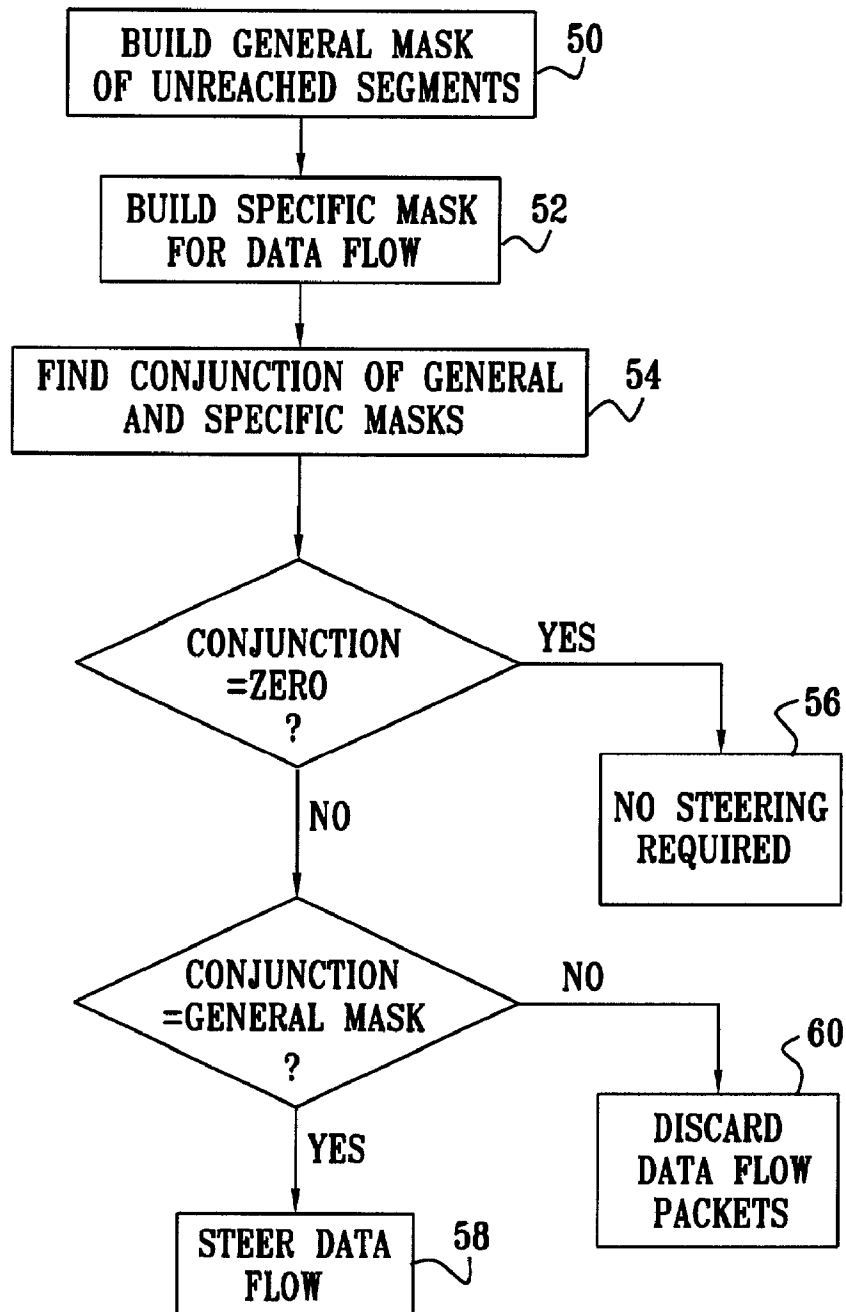 BUILD GENERAL MASK
OF UNREACHED SEGMENTS
50
BUILD SPECIFIC MASK
FOR DATA FLOW
52
FIND CONJUNCTION OF GENERAL
AND SPECIFIC MASKS
54
CONJUNCTION
=ZERO
?
YES
56
NO STEERING
REQUIRED
NO
CONJUNCTION
=GENERAL MASK
?
NO
60
DISCARD
DATA FLOW
PACKETS
YES
STEER DATA
FLOW
58